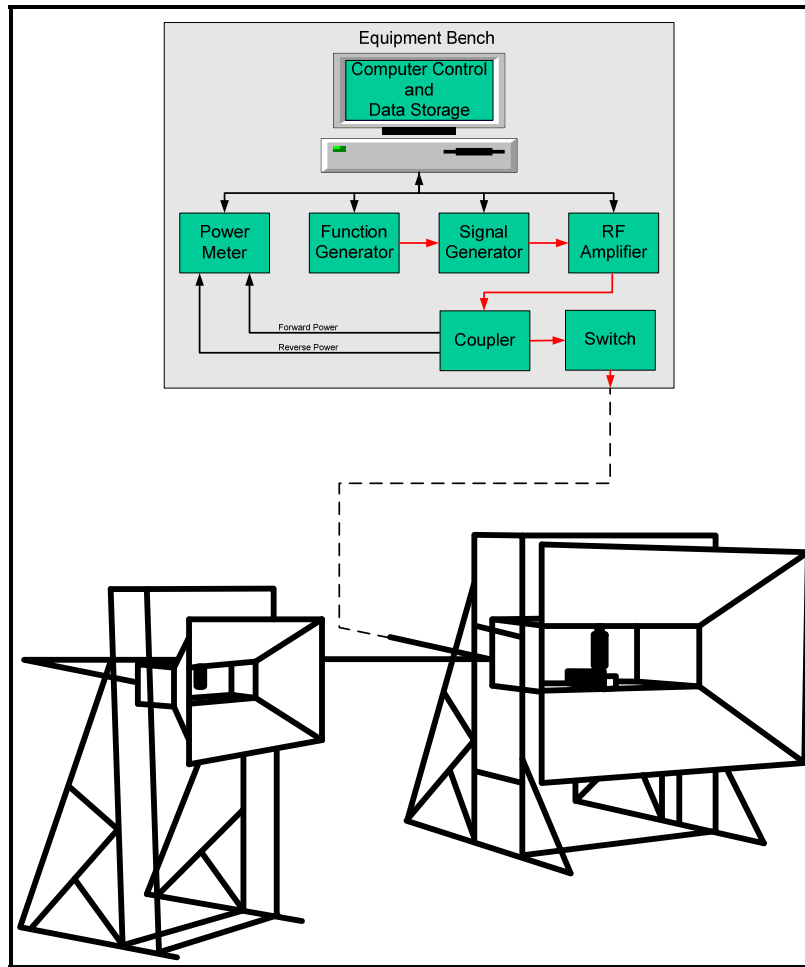 Equipment Bench
Computer Control
and
Data Storage
Power
Meter
Function
Generator
Signal
Generator
RF
Amplifier
Forward Power
Reverse Power
Coupler
Switch